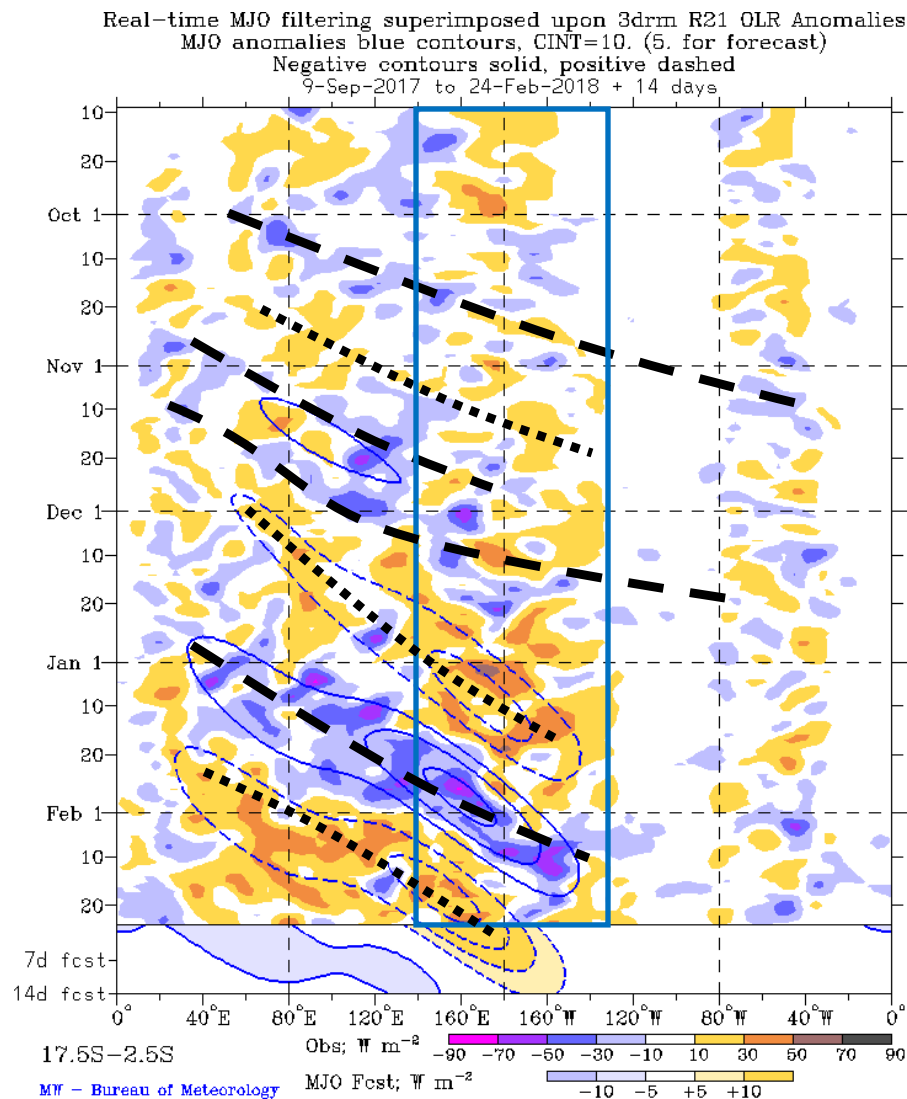 Real-time MJO filtering superimposed upon 3drm R21 OLR Anomalies
MJO anomalies blue contours, CINT=10. (5. for forecast)
Negative contours solid, positive dashed
9-Sep-2017 to 24-Feb-2018 + 14 days
10
20
Oct 1
10
20
Nov 1
10
20
Dec 1
10
20
Jan 1
10
20
Feb 1
10
20
7d fcst
14d fcst
0° 40°E 80°E 120°E 160°E 160°W 120°W 80°W 40°W 0°
17.5S-2.5S
Obs; W m-2
-90 -70 -50 -30 -10 10 30 50 70 90
MW - Bureau of Meteorology
MJO Fcst; W m-2
-10 -5 +5 +10